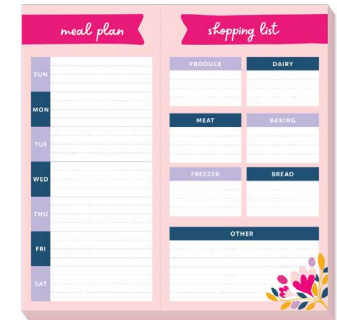 meal plan
shopping list
SUN
MON
TUE
WED
THU
FRI
SAT
PRODUCE
DAIRY
MEAT
BAKING
FREEZER
BREAD
OTHER